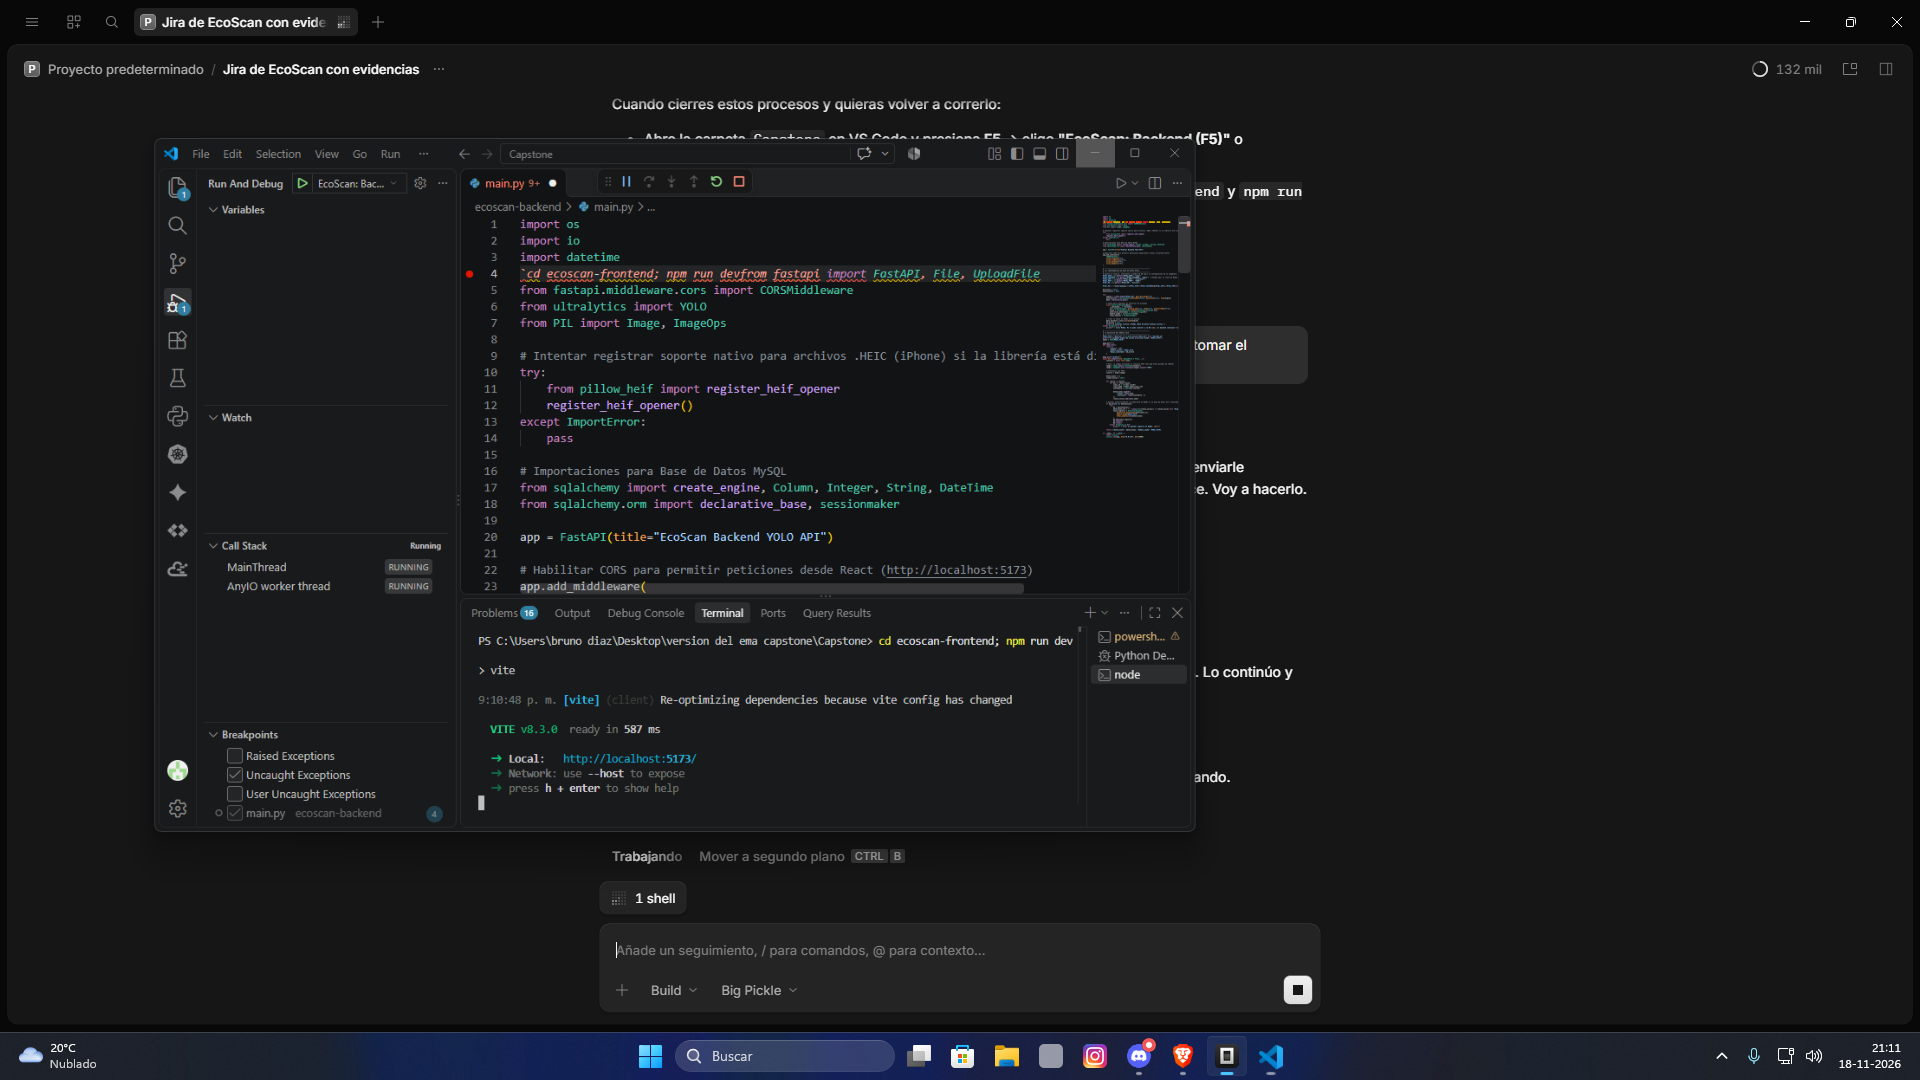 P Jira de EcoScan con evide
P Proyecto predeterminado / Jira de EcoScan con evidencias ···
132 mil
Cuando cierres estos procesos y quieras volver a correrlo:
(F5)" o
end y npm run
tomar el
enviarle
e. Voy a hacerlo.
. Lo continúo y
ando.
File Edit Selection View Go Run ···
Capstone
Run And Debug
EcoScan: Bac...
Variables
Watch
Call Stack
Running
MainThread RUNNING
AnyIO worker thread RUNNING
Breakpoints
Raised Exceptions
Uncaught Exceptions
User Uncaught Exceptions
main.py ecoscan-backend 4
main.py 9+
ecoscan-backend > main.py > ...
1 import os
2 import io
3 import datetime
4 `cd ecoscan-frontend; npm run devfrom fastapi import FastAPI, File, UploadFile
5 from fastapi.middleware.cors import CORSMiddleware
6 from ultralytics import YOLO
7 from PIL import Image, ImageOps
8
9 # Intentar registrar soporte nativo para archivos .HEIC (iPhone) si la librería está di
10 try:
11 from pillow_heif import register_heif_opener
12 register_heif_opener()
13 except ImportError:
14 pass
15
16 # Importaciones para Base de Datos MySQL
17 from sqlalchemy import create_engine, Column, Integer, String, DateTime
18 from sqlalchemy.orm import declarative_base, sessionmaker
19
20 app = FastAPI(title="EcoScan Backend YOLO API")
21
22 # Habilitar CORS para permitir peticiones desde React (http://localhost:5173)
23 app.add_middleware(
Problems 16 Output Debug Console Terminal Ports Query Results
PS C:\Users\bruno diaz\Desktop\version del ema capstone\Capstone> cd ecoscan-frontend; npm run dev
> vite
9:10:48 p. m. [vite] (client) Re-optimizing dependencies because vite config has changed
VITE v8.3.0 ready in 587 ms
➜ Local: http://localhost:5173/
➜ Network: use --host to expose
➜ press h + enter to show help
powersh...
Python De...
node
Trabajando Mover a segundo plano CTRL B
1 shell
Añade un seguimiento, / para comandos, @ para contexto...
Build
Big Pickle
20°C
Nublado
Buscar
21:11
18-11-2026